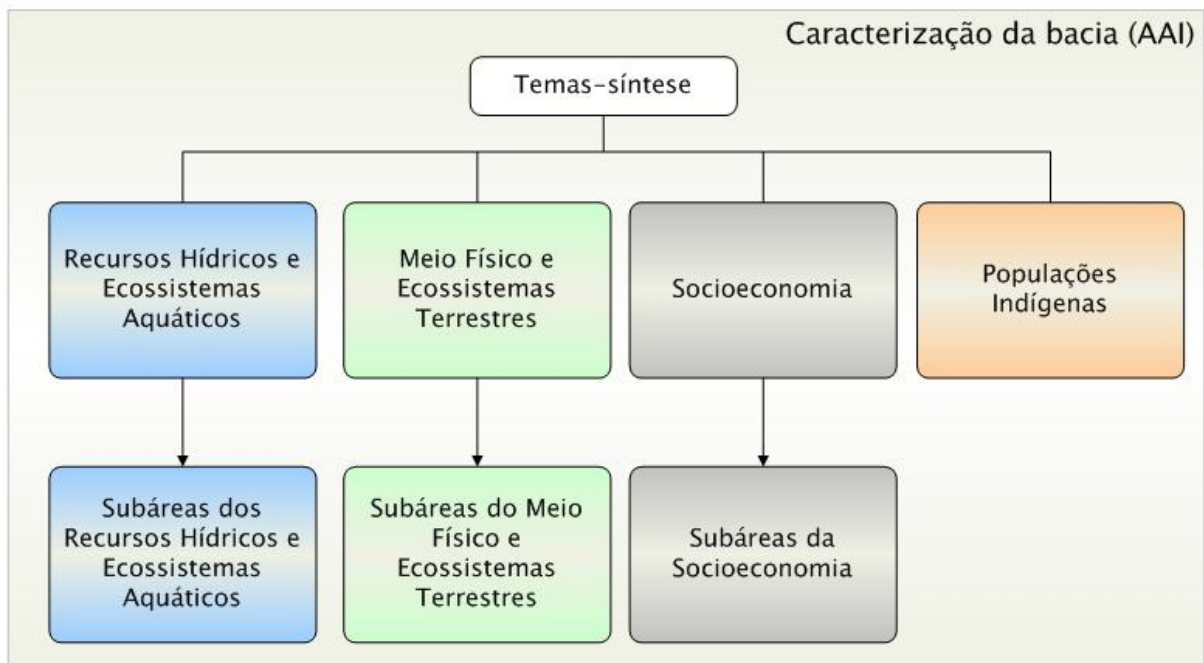 Caracterização da bacia (AAI)
Temas-síntese
Recursos Hídricos e
Ecossistemas
Aquáticos
Meio Físico e
Ecossistemas
Terrestres
Socioeconomia
Populações
Indígenas
Subáreas dos
Recursos Hídricos e
Ecossistemas
Aquáticos
Subáreas do Meio
Físico e
Ecossistemas
Terrestres
Subáreas da
Socioeconomia